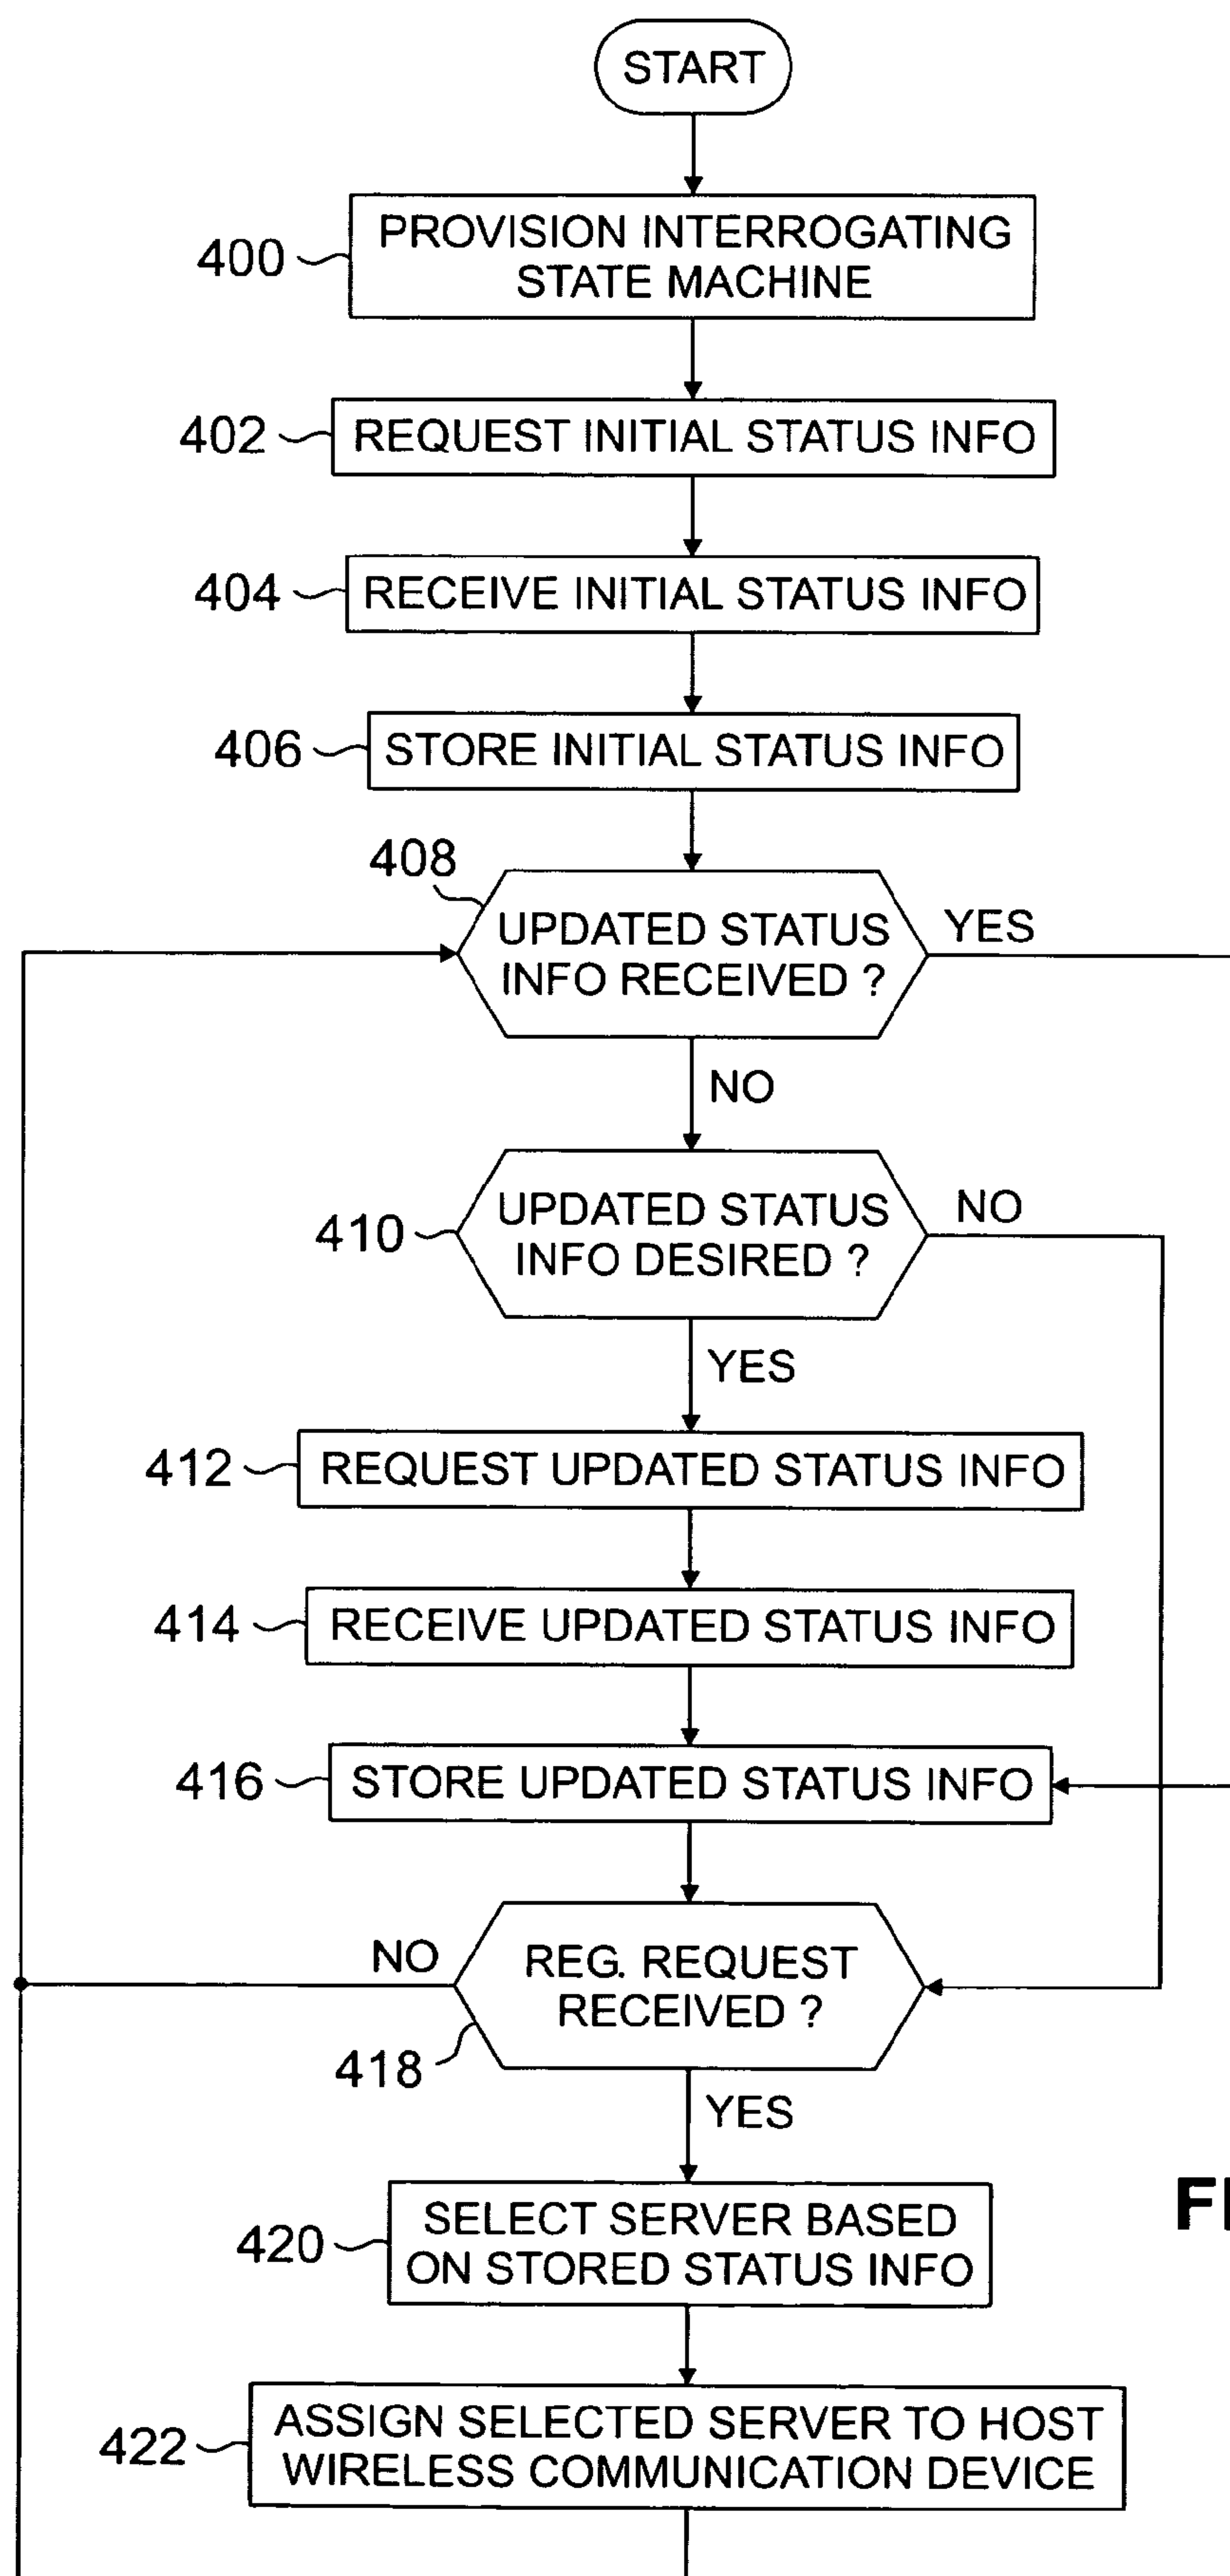 START
400
PROVISION INTERROGATING
STATE MACHINE
402
REQUEST INITIAL STATUS INFO
404
RECEIVE INITIAL STATUS INFO
406
STORE INITIAL STATUS INFO
408
UPDATED STATUS
INFO RECEIVED ?
YES
NO
410
UPDATED STATUS
INFO DESIRED ?
NO
YES
412
REQUEST UPDATED STATUS INFO
414
RECEIVE UPDATED STATUS INFO
416
STORE UPDATED STATUS INFO
NO
REG. REQUEST
RECEIVED ?
418
YES
420
SELECT SERVER BASED
ON STORED STATUS INFO
422
ASSIGN SELECTED SERVER TO HOST
WIRELESS COMMUNICATION DEVICE